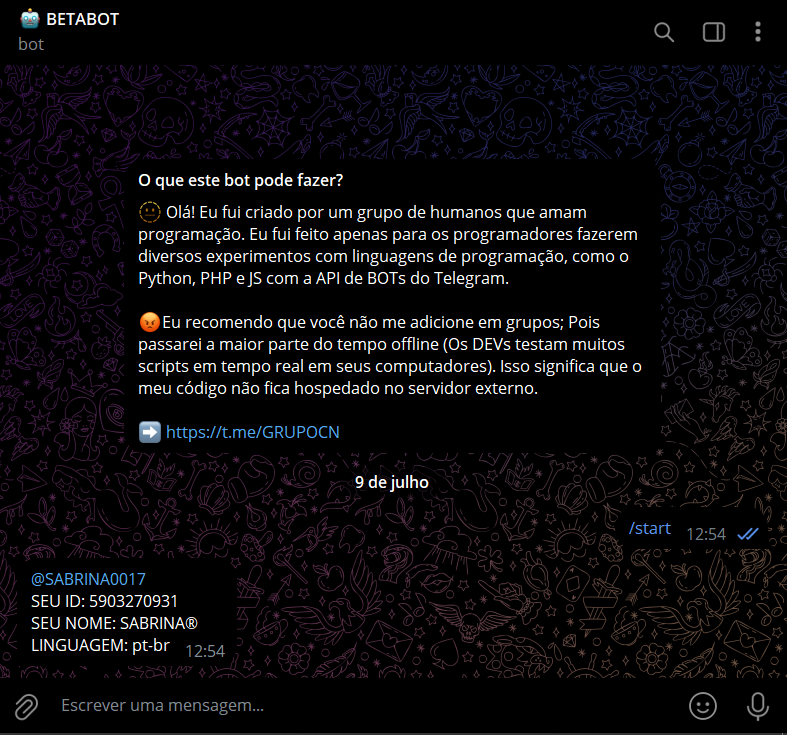 BETABOT
bot
O que este bot pode fazer?
Olá! Eu fui criado por um grupo de humanos que amam
programação. Eu fui feito apenas para os programadores fazerem
diversos experimentos com linguagens de programação, como o
Python, PHP e JS com a API de BOTs do Telegram.
Eu recomendo que você não me adicione em grupos; Pois
passarei a maior parte do tempo offline (Os DEVs testam muitos
scripts em tempo real em seus computadores). Isso significa que o
meu código não fica hospedado no servidor externo.
https://t.me/GRUPOCN
9 de julho
/start 12:54
@SABRINA0017
SEU ID: 5903270931
SEU NOME: SABRINA®
LINGUAGEM: pt-br 12:54
Escrever uma mensagem...